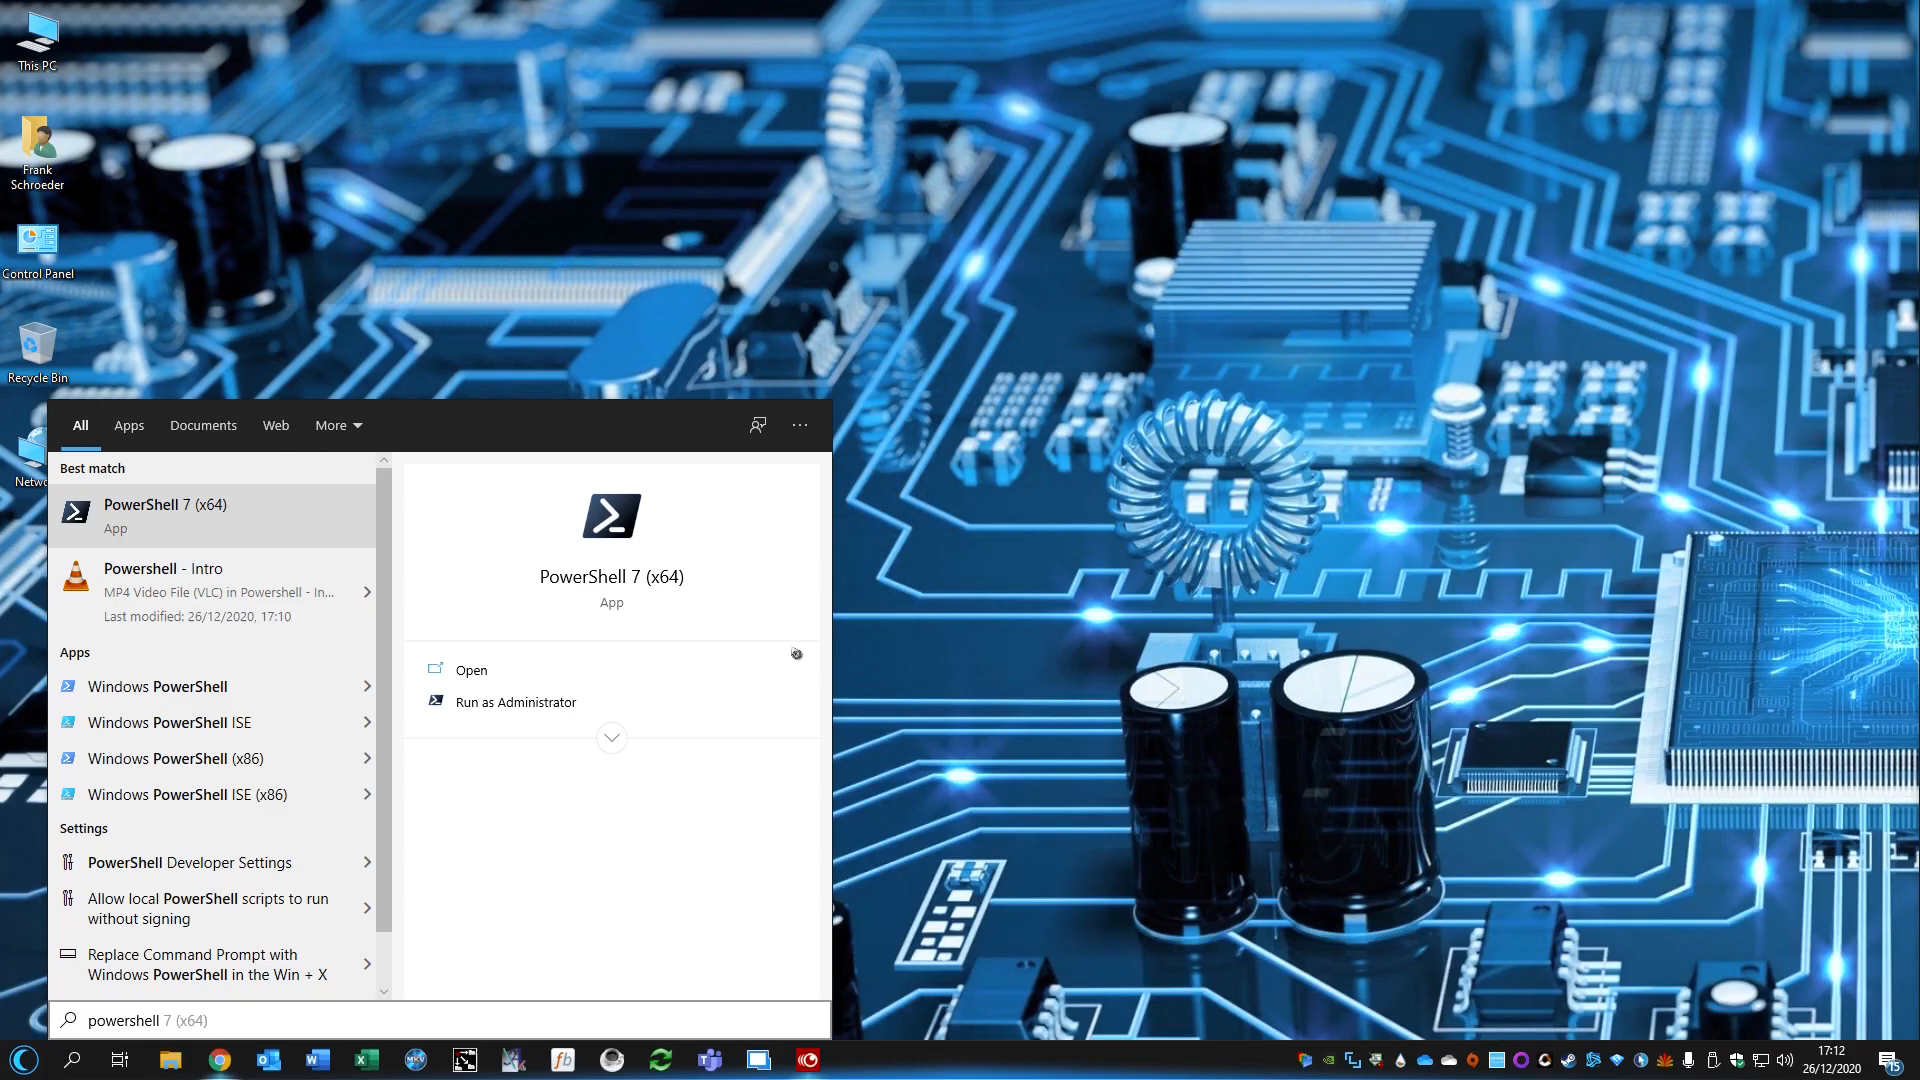 This PC
Frank
Schroeder
Control Panel
Recycle Bin
Netwo
All Apps Documents Web More
Best match
PowerShell 7 (x64)
App
Powershell - Intro
MP4 Video File (VLC) in Powershell - In...
Last modified: 26/12/2020, 17:10
Apps
Windows PowerShell
Windows PowerShell ISE
Windows PowerShell (x86)
Windows PowerShell ISE (x86)
Settings
PowerShell Developer Settings
Allow local PowerShell scripts to run
without signing
Replace Command Prompt with
Windows PowerShell in the Win + X
PowerShell 7 (x64)
App
Open
Run as Administrator
powershell 7 (x64)
MKV
fb
17:12
26/12/2020
15